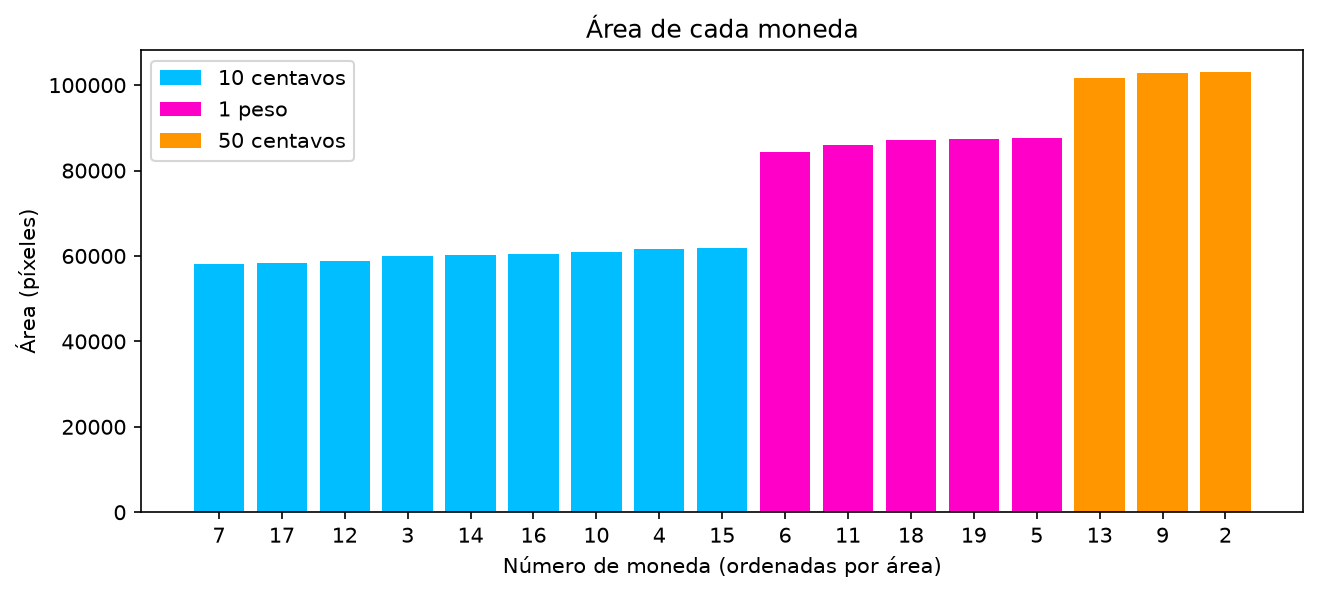 Área de cada moneda
10 centavos
1 peso
50 centavos
Área (píxeles)
100000
80000
60000
40000
20000
0
7 17 12 3 14 16 10 4 15 6 11 18 19 5 13 9 2
Número de moneda (ordenadas por área)